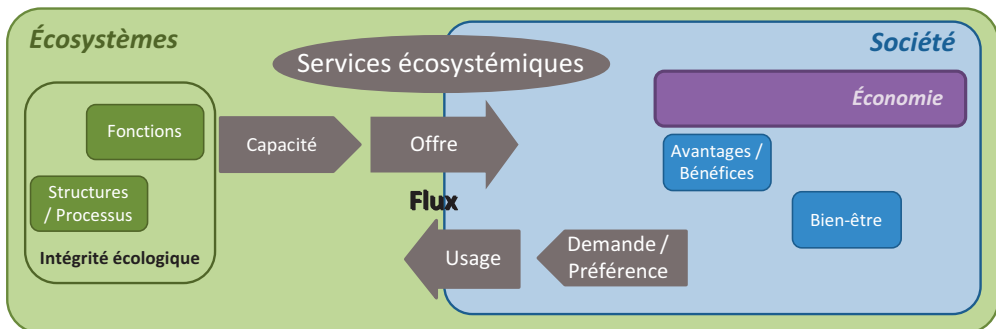 Écosystèmes
Société
Services écosystémiques
Économie
Fonctions
Capacité
Offre
Avantages /
Bénéfices
Structures
/ Processus
Flux
Bien-être
Intégrité écologique
Usage
Demande /
Préférence